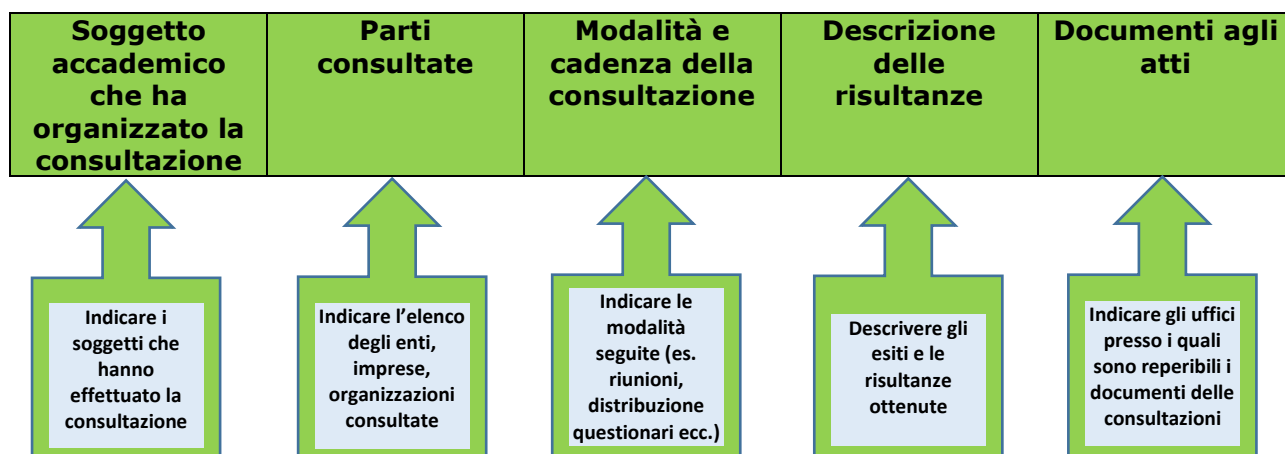 Soggetto
accademico
che ha
organizzato la
consultazione
Parti
consultate
Modalità e
cadenza della
consultazione
Descrizione
delle
risultanze
Documenti agli
atti
Indicare i
soggetti che
hanno
effettuato la
consultazione
Indicare l’elenco
degli enti,
imprese,
organizzazioni
consultate
Indicare le
modalità
seguite (es.
riunioni,
distribuzione
questionari ecc.)
Descrivere gli
esiti e le
risultanze
ottenute
Indicare gli uffici
presso i quali
sono reperibili i
documenti delle
consultazioni